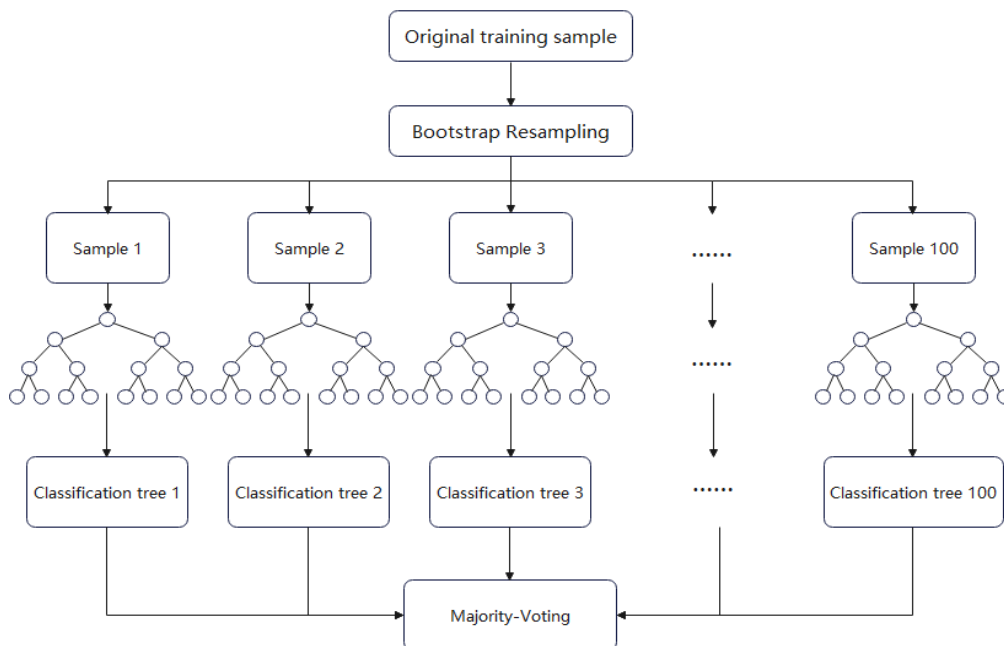 Original training sample
Bootstrap Resampling
Sample 1
Sample 2
Sample 3
......
Sample 100
......
Classification tree 1
Classification tree 2
Classification tree 3
......
Classification tree 100
Majority-Voting